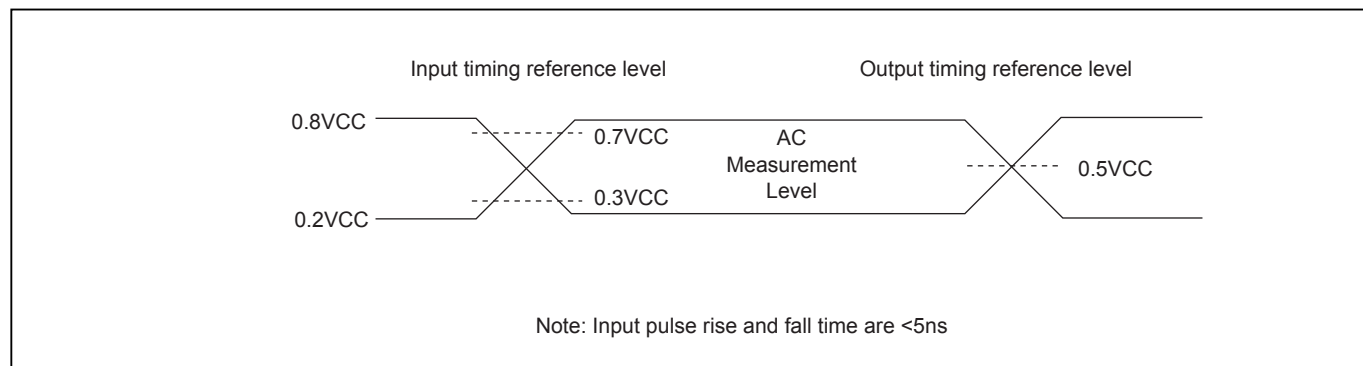 Input timing reference level
Output timing reference level
0.8VCC
0.7VCC
AC
Measurement
Level
0.5VCC
0.3VCC
0.2VCC
Note: Input pulse rise and fall time are <5ns